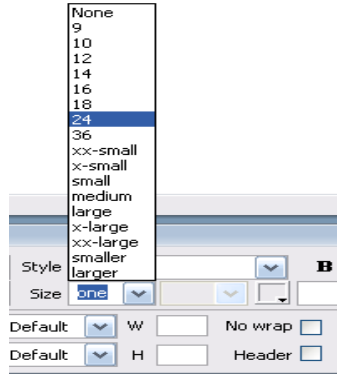 None
9
10
12
14
16
18
24
36
xx-small
x-small
small
medium
large
x-large
xx-large
smaller
larger
Style B
Size one
Default W No wrap
Default H Header